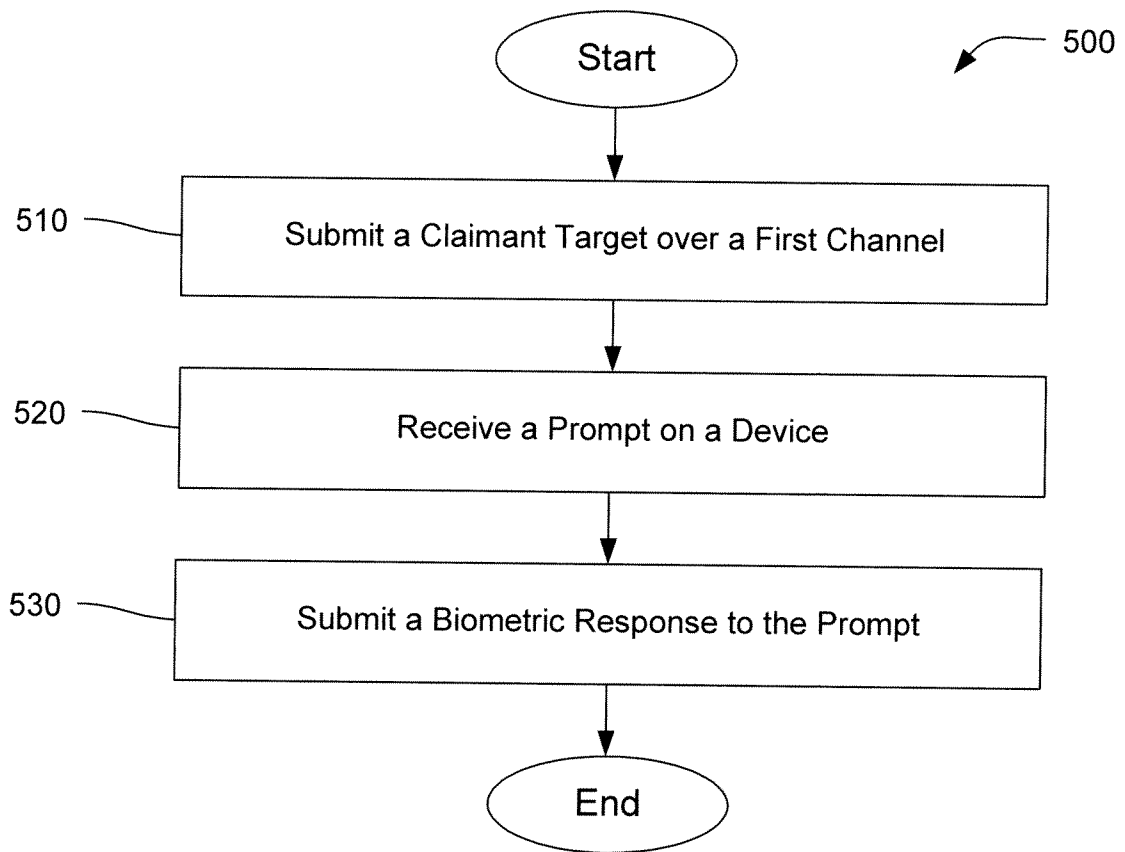 Start
500
510
Submit a Claimant Target over a First Channel
520
Receive a Prompt on a Device
530
Submit a Biometric Response to the Prompt
End